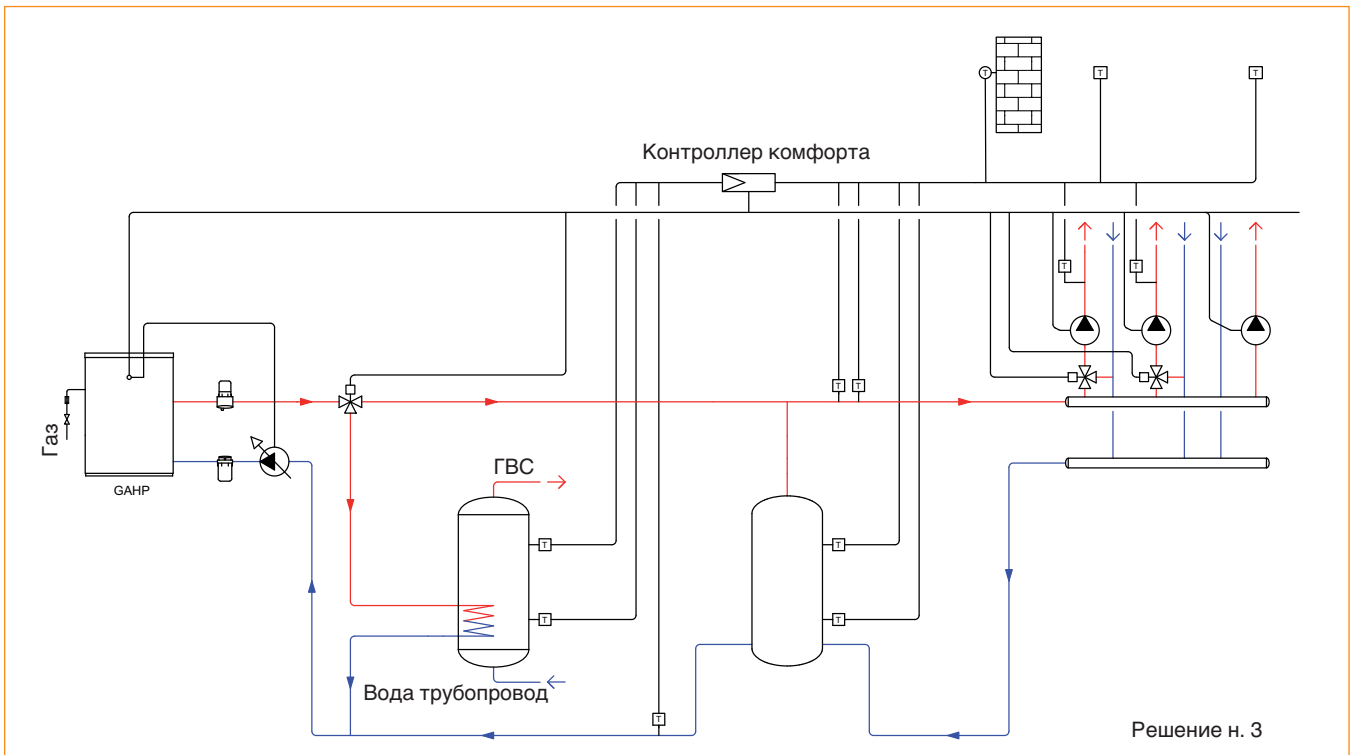 Контроллер комфорта
T
T
T
T
T
T
T
Газ
GAHP
ГВС
T
T
T
T
Вода трубопровод
T
Решение н. 3